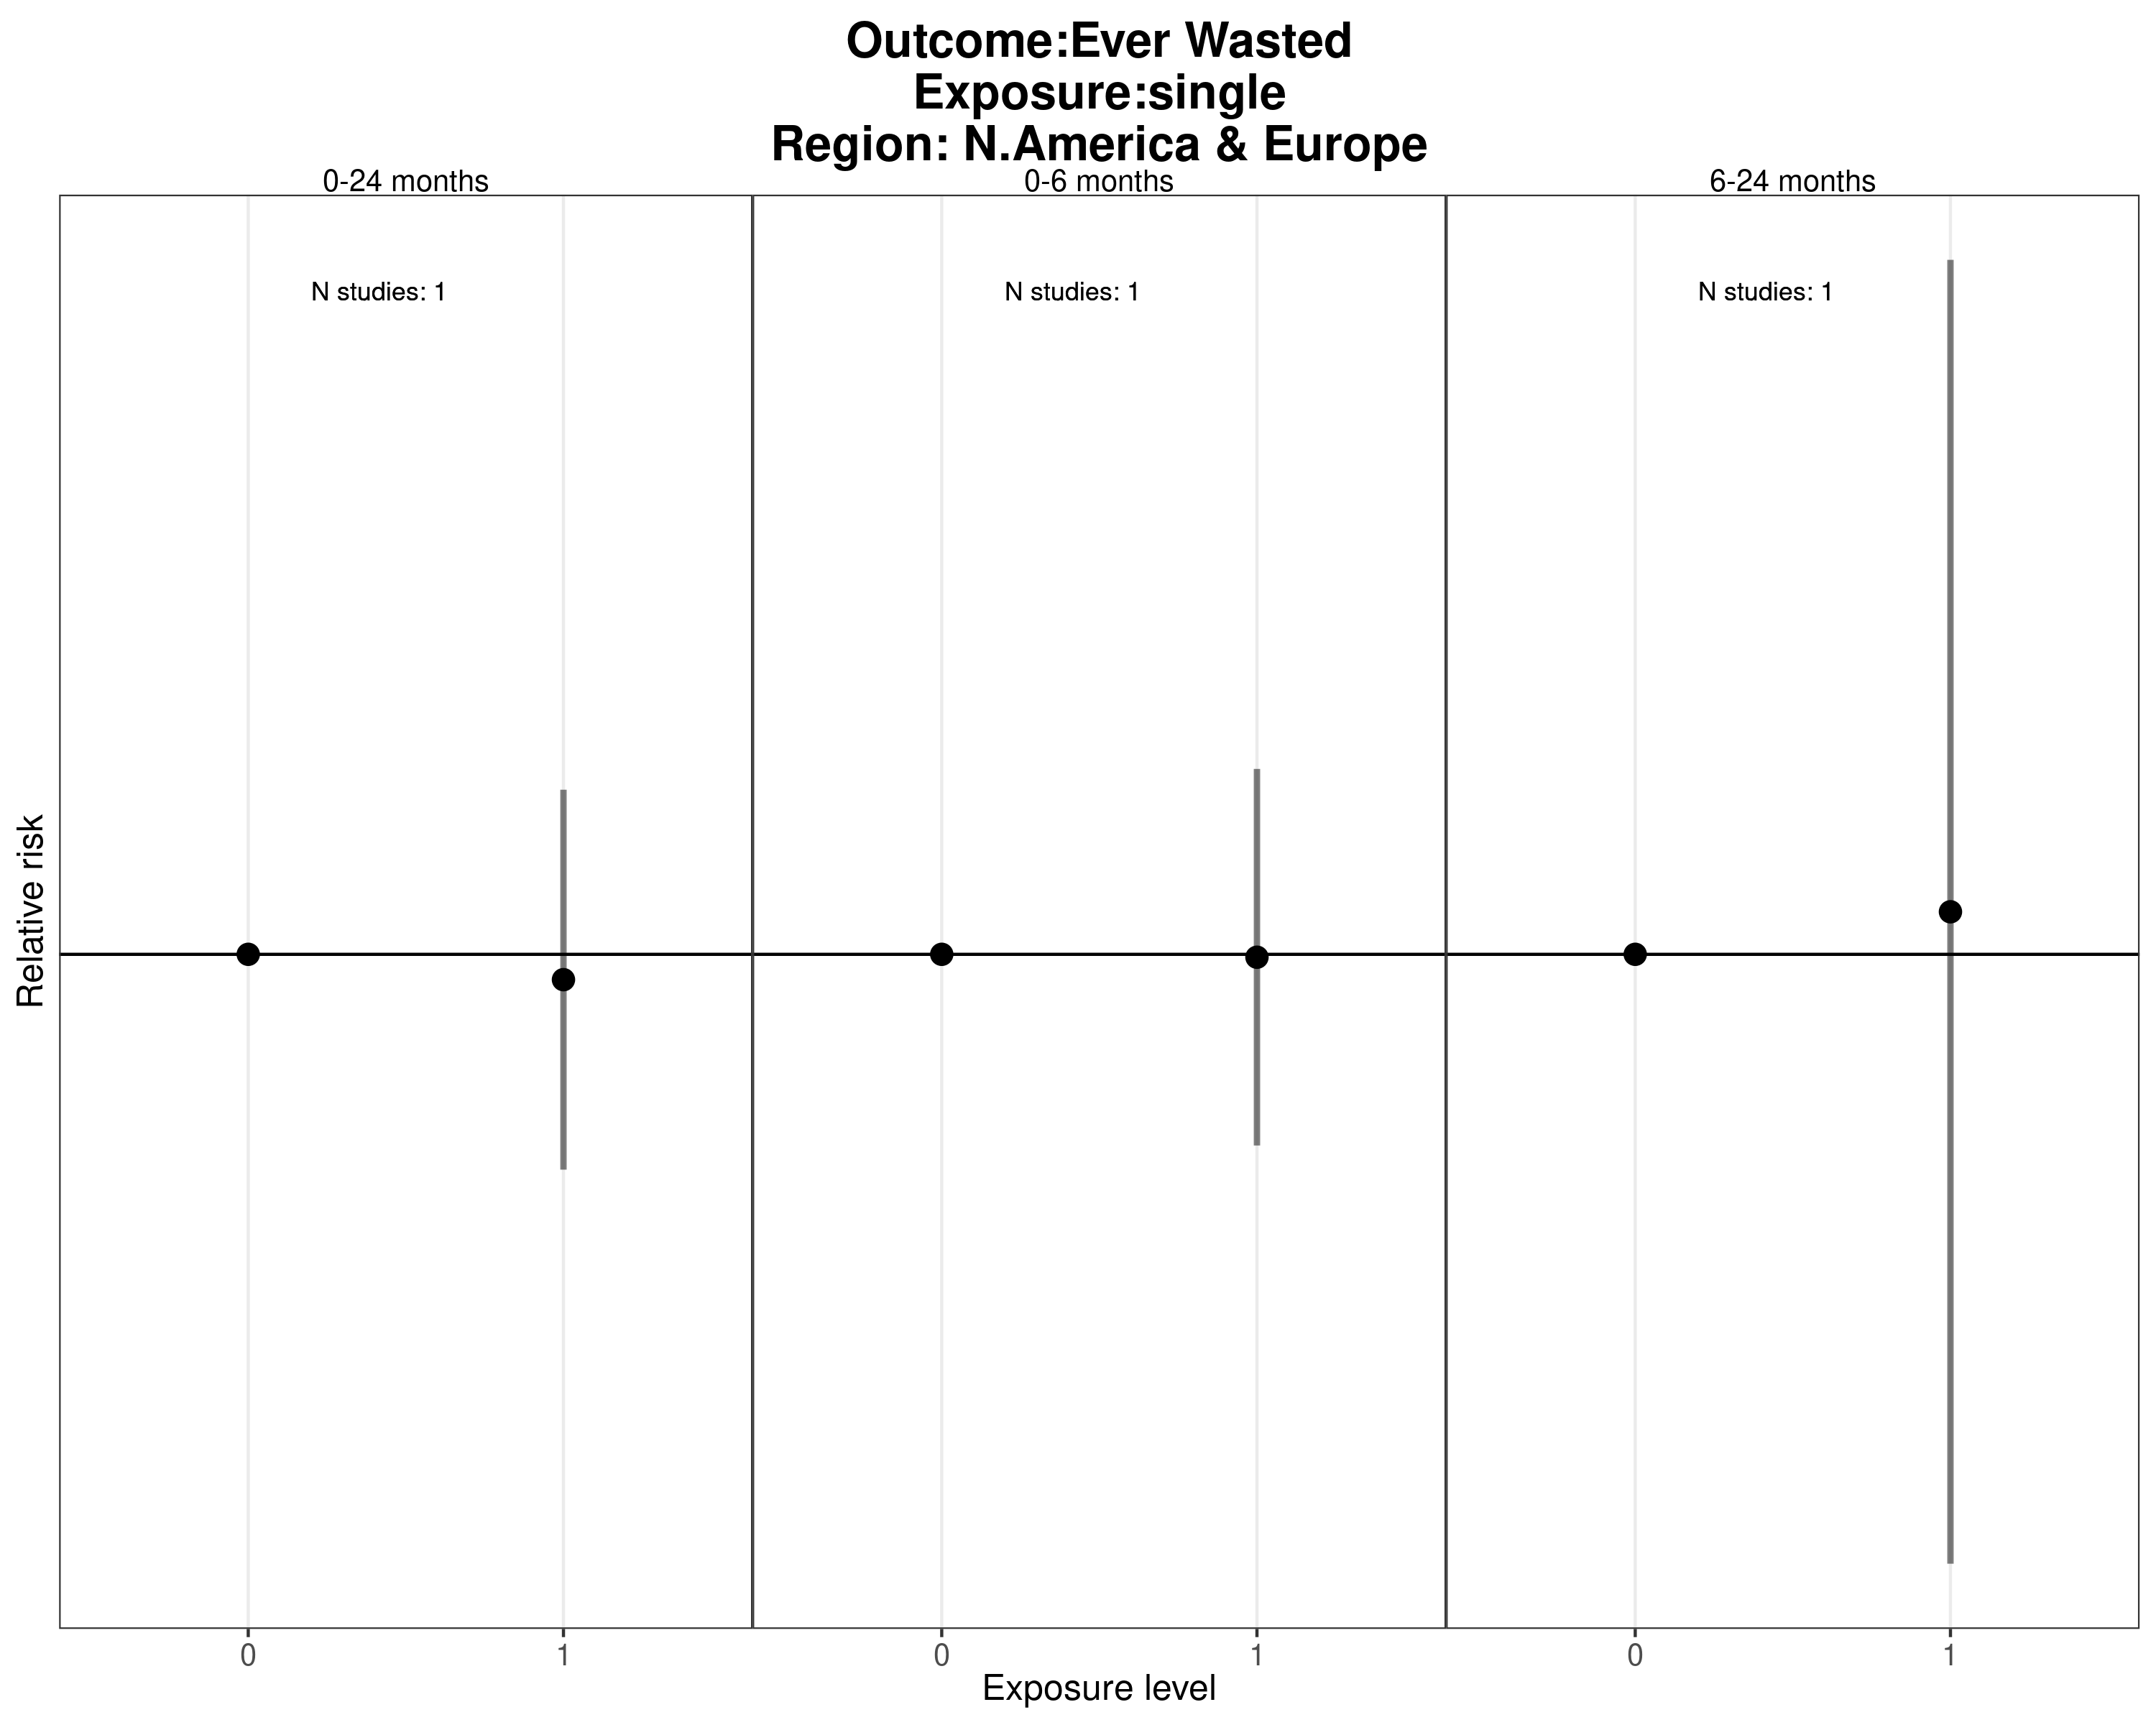 Outcome:Ever Wasted
Exposure:single
Region: N.America & Europe
0-24 months
0-6 months
6-24 months
N studies: 1
N studies: 1
N studies: 1
Relative risk
0
1
0
1
0
1
Exposure level